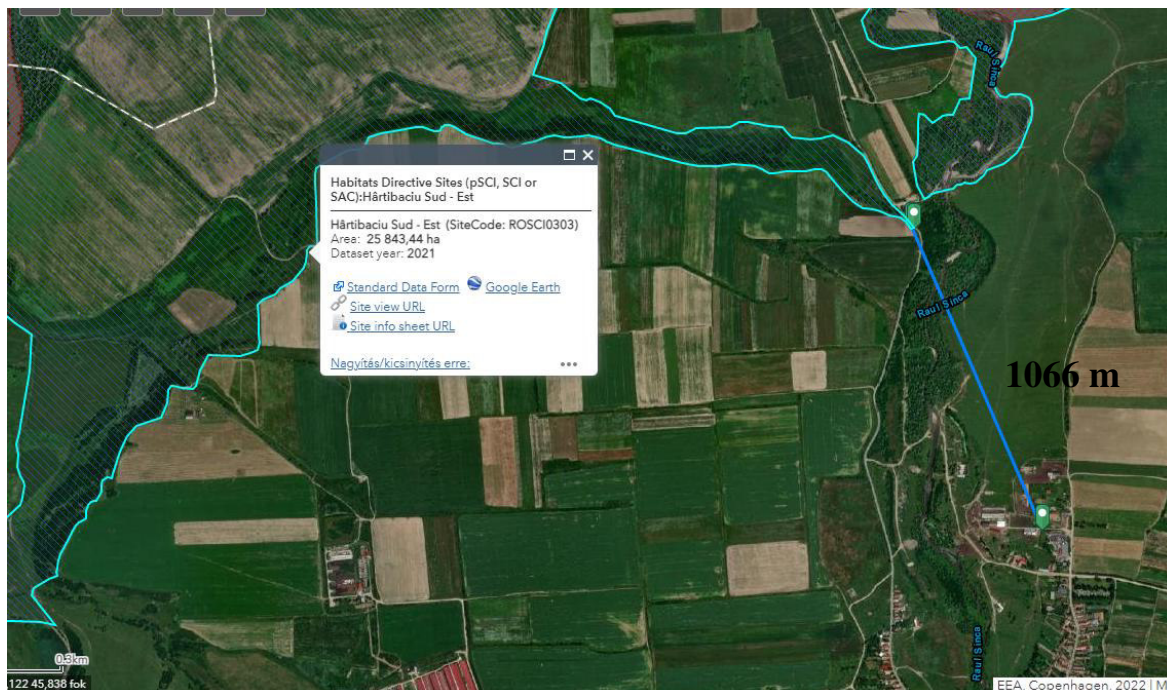 Raul Sinca
Habitats Directive Sites (pSCI, SCI or
SAC):Hârtibaciu Sud - Est
Hârtibaciu Sud - Est (SiteCode: ROSCI0303)
Area: 25 843,44 ha
Dataset year: 2021
Standard Data Form Google Earth
Site view URL
Site info sheet URL
Nagyítás/kicsinyítés erre:
Raul Sinca
1066 m
Raul Sinca
0.3km
122 45,838 fok
EEA, Copenhagen, 2022 | M